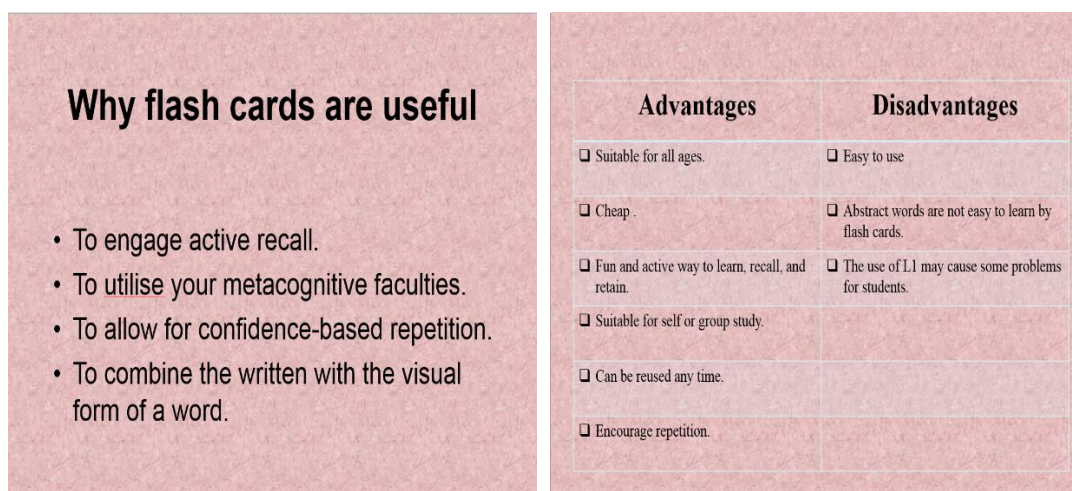 Why flash cards are useful
• To engage active recall.
• To utilise your metacognitive faculties.
• To allow for confidence-based repetition.
• To combine the written with the visual
form of a word.
Advantages
Disadvantages
❑ Suitable for all ages.
❑ Easy to use
❑ Cheap .
❑ Abstract words are not easy to learn by
flash cards.
❑ Fun and active way to learn, recall, and
retain.
❑ The use of L1 may cause some problems
for students.
❑ Suitable for self or group study.
❑ Can be reused any time.
❑ Encourage repetition.